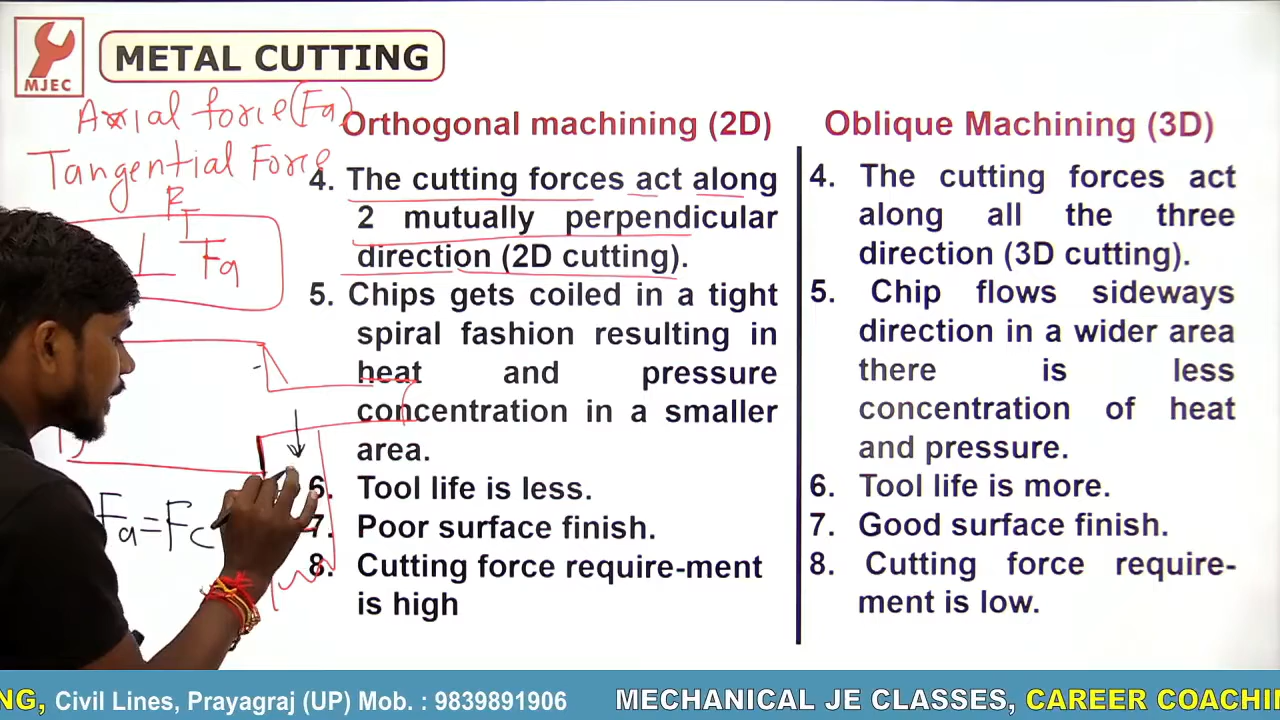 MJEC
METAL CUTTING
Axial force (Fa)
Tangential Force
FT
Fa
Fa = Fc
Orthogonal machining (2D)
4. The cutting forces act along
2 mutually perpendicular
direction (2D cutting).
5. Chips gets coiled in a tight
spiral fashion resulting in
heat and pressure
concentration in a smaller
area.
6. Tool life is less.
7. Poor surface finish.
8. Cutting force require-ment
is high
Oblique Machining (3D)
4. The cutting forces act
along all the three
direction (3D cutting).
5. Chip flows sideways
direction in a wider area
there is less
concentration of heat
and pressure.
6. Tool life is more.
7. Good surface finish.
8. Cutting force require-
ment is low.
NG, Civil Lines, Prayagraj (UP) Mob. : 9839891906 MECHANICAL JE CLASSES, CAREER COACHIN